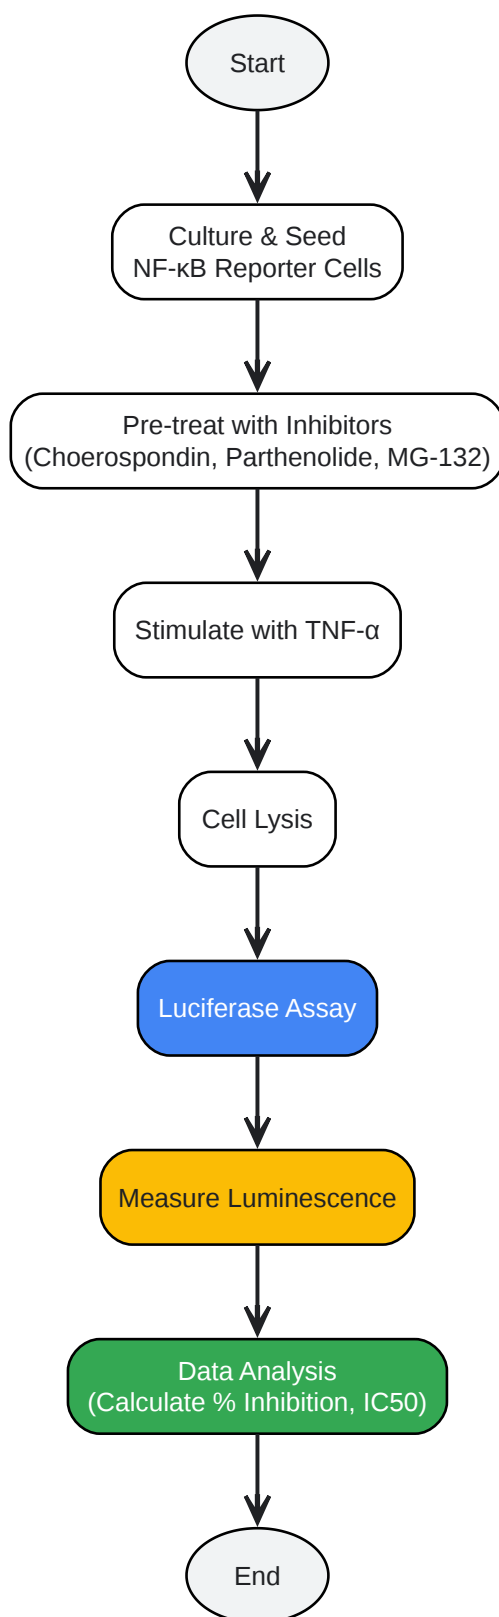 Start
Culture & Seed
NF-κB Reporter Cells
Pre-treat with Inhibitors
(Choerospondin, Parthenolide, MG-132)
Stimulate with TNF-α
Cell Lysis
Luciferase Assay
Measure Luminescence
Data Analysis
(Calculate % Inhibition, IC50)
End